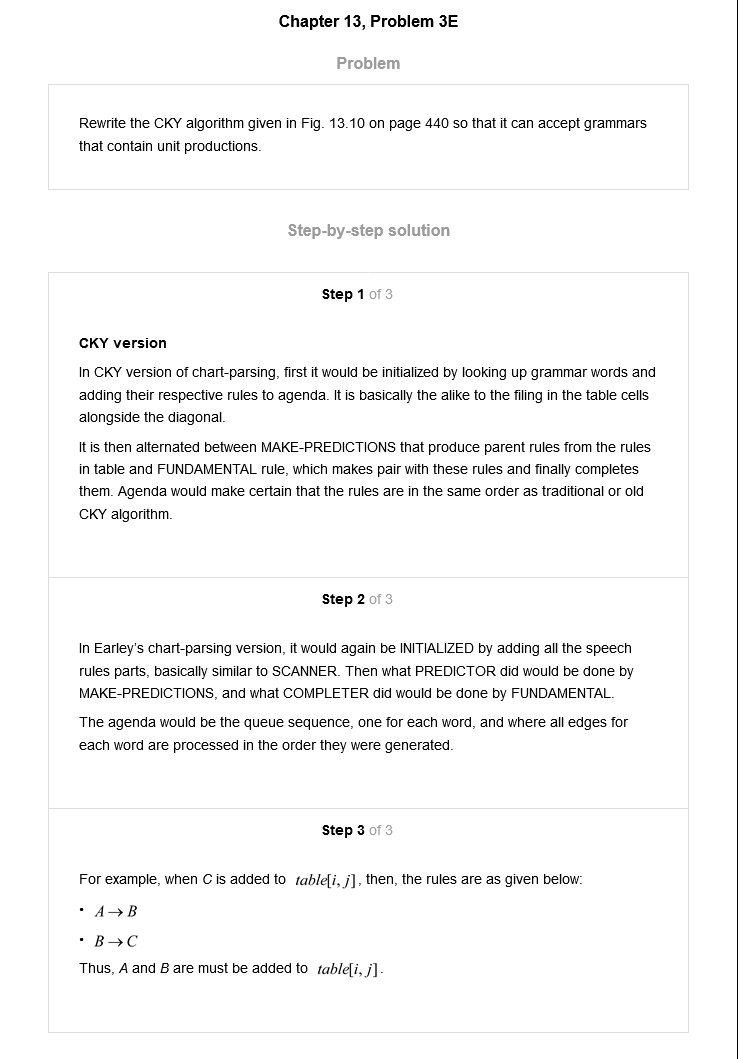 Chapter 13, Problem 3E
Problem
Rewrite the CKY algorithm given in Fig. 13.10 on page 440 so that it can accept grammars
that contain unit productions.
Step-by-step solution
Step 1 of 3
CKY version
In CKY version of chart-parsing, first it would be initialized by looking up grammar words and
adding their respective rules to agenda. It is basically the alike to the filing in the table cells
alongside the diagonal.
It is then alternated between MAKE-PREDICTIONS that produce parent rules from the rules
in table and FUNDAMENTAL rule, which makes pair with these rules and finally completes
them. Agenda would make certain that the rules are in the same order as traditional or old
CKY algorithm.
Step 2 of 3
In Earley's chart-parsing version, it would again be INITIALIZED by adding all the speech
rules parts, basically similar to SCANNER. Then what PREDICTOR did would be done by
MAKE-PREDICTIONS, and what COMPLETER did would be done by FUNDAMENTAL.
The agenda would be the queue sequence, one for each word, and where all edges for
each word are processed in the order they were generated.
Step 3 of 3
For example, when C is added to table[i, j], then, the rules are as given below:
• A → B
• B → C
Thus, A and B are must be added to table[i, j].